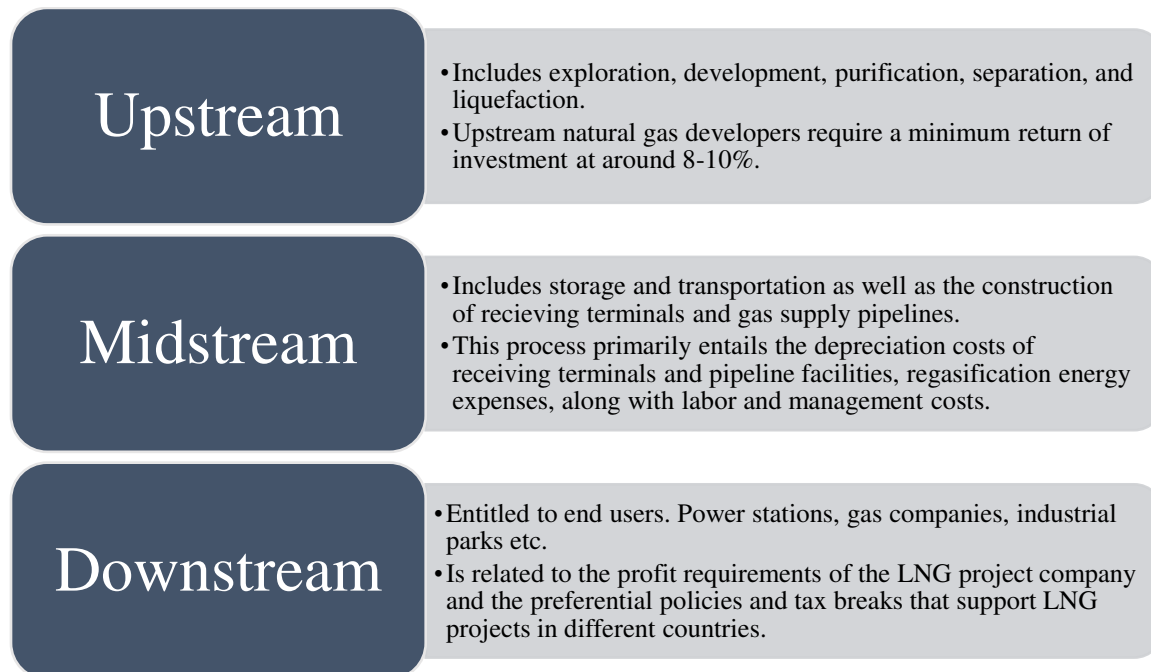 Upstream
•Includes exploration, development, purification, separation, and
liquefaction.
•Upstream natural gas developers require a minimum return of
investment at around 8-10%.
Midstream
•Includes storage and transportation as well as the construction
of recieving terminals and gas supply pipelines.
•This process primarily entails the depreciation costs of
receiving terminals and pipeline facilities, regasification energy
expenses, along with labor and management costs.
Downstream
•Entitled to end users. Power stations, gas companies, industrial
parks etc.
•Is related to the profit requirements of the LNG project company
and the preferential policies and tax breaks that support LNG
projects in different countries.